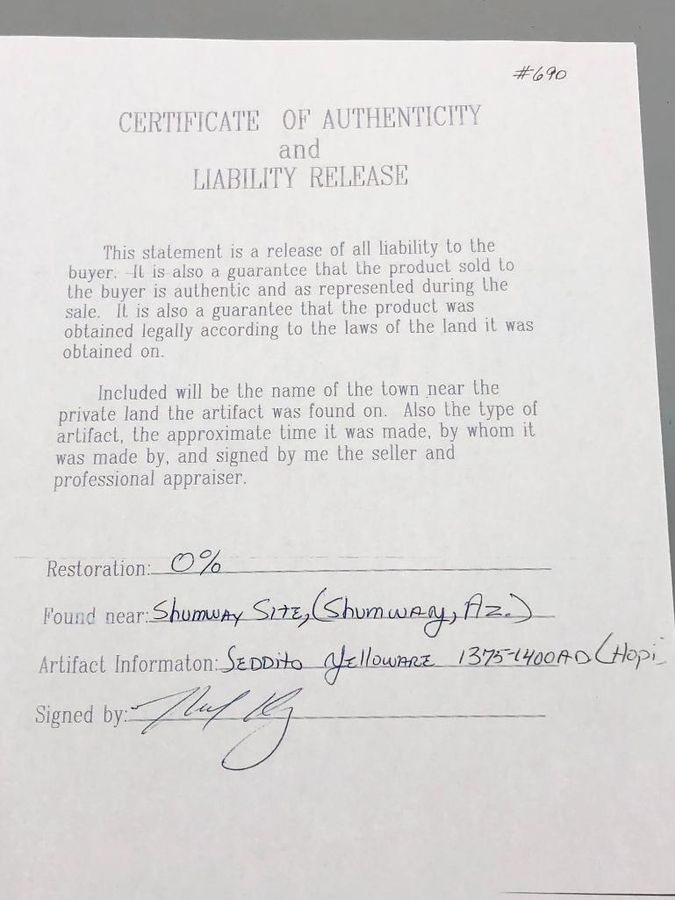 #690
CERTIFICATE OF AUTHENTICITY
and
LIABILITY RELEASE
This statement is a release of all liability to the
buyer. It is also a guarantee that the product sold to
the buyer is authentic and as represented during the
sale. It is also a guarantee that the product was
obtained legally according to the laws of the land it was
obtained on.
Included will be the name of the town near the
private land the artifact was found on. Also the type of
artifact, the approximate time it was made, by whom it
was made by, and signed by me the seller and
professional appraiser.
Restoration: 0%
Found near: Shumway Site, (Shumway, Az.)
Artifact Informaton: Seddito Yelloware 1375-1400AD (Hopi
Signed by: